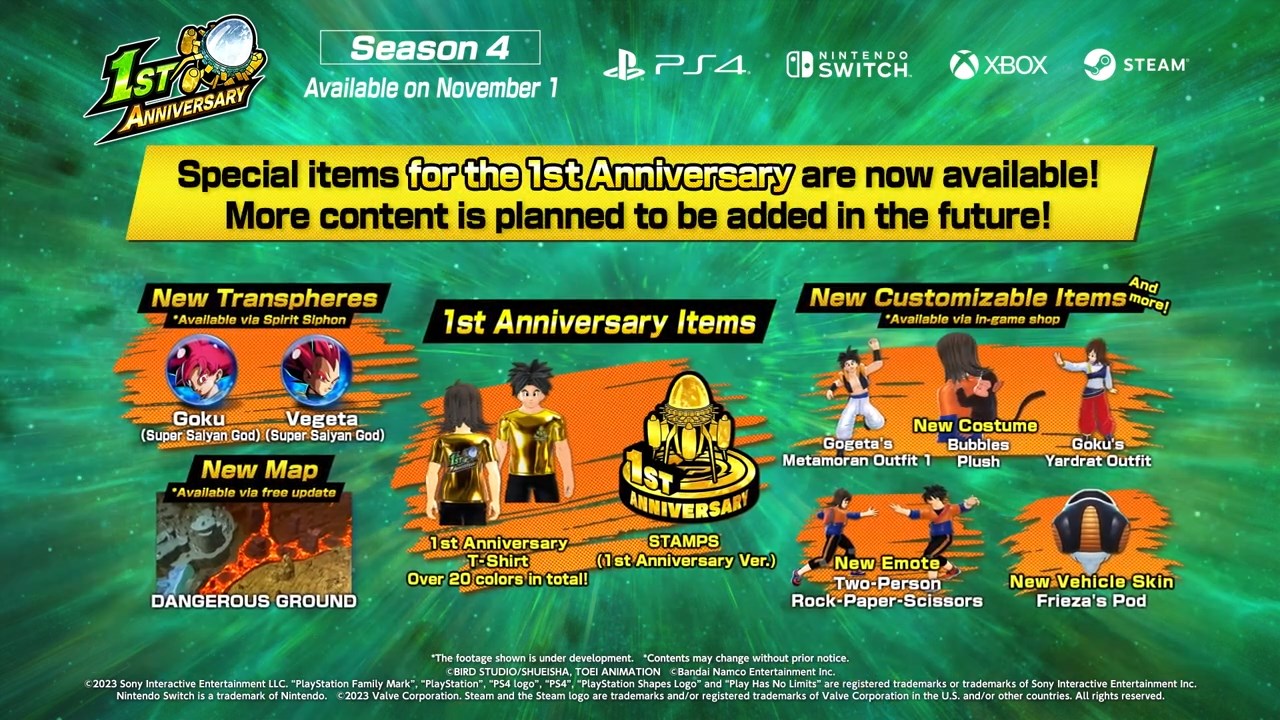 1ST
ANNIVERSARY
Season 4
Available on November 1
PS4
NINTENDO
SWITCH
XBOX
STEAM
Special items for the 1st Anniversary are now available!
More content is planned to be added in the future!
New Transpheres
*Available via Spirit Siphon
Goku
(Super Saiyan God)
Vegeta
(Super Saiyan God)
New Map
*Available via free update
DANGEROUS GROUND
1st Anniversary Items
1ST
ANNIVERSARY
1st Anniversary
T-Shirt
Over 20 colors in total!
STAMPS
(1st Anniversary Ver.)
New Customizable Items
And
more!
*Available via in-game shop
Gogeta's
Metamoran Outfit 1
New Costume
Bubbles
Plush
Goku's
Yardrat Outfit
New Emote
Two-Person
Rock-Paper-Scissors
New Vehicle Skin
Frieza's Pod
*The footage shown is under development. *Contents may change without prior notice.
©BIRD STUDIO/SHUEISHA, TOEI ANIMATION ©Bandai Namco Entertainment Inc.
©2023 Sony Interactive Entertainment LLC. "PlayStation Family Mark", "PlayStation", "PS4 logo", "PS4", "PlayStation Shapes Logo" and "Play Has No Limits" are registered trademarks or trademarks of Sony Interactive Entertainment Inc.
Nintendo Switch is a trademark of Nintendo. ©2023 Valve Corporation. Steam and the Steam logo are trademarks and/or registered trademarks of Valve Corporation in the U.S. and/or other countries. All rights reserved.